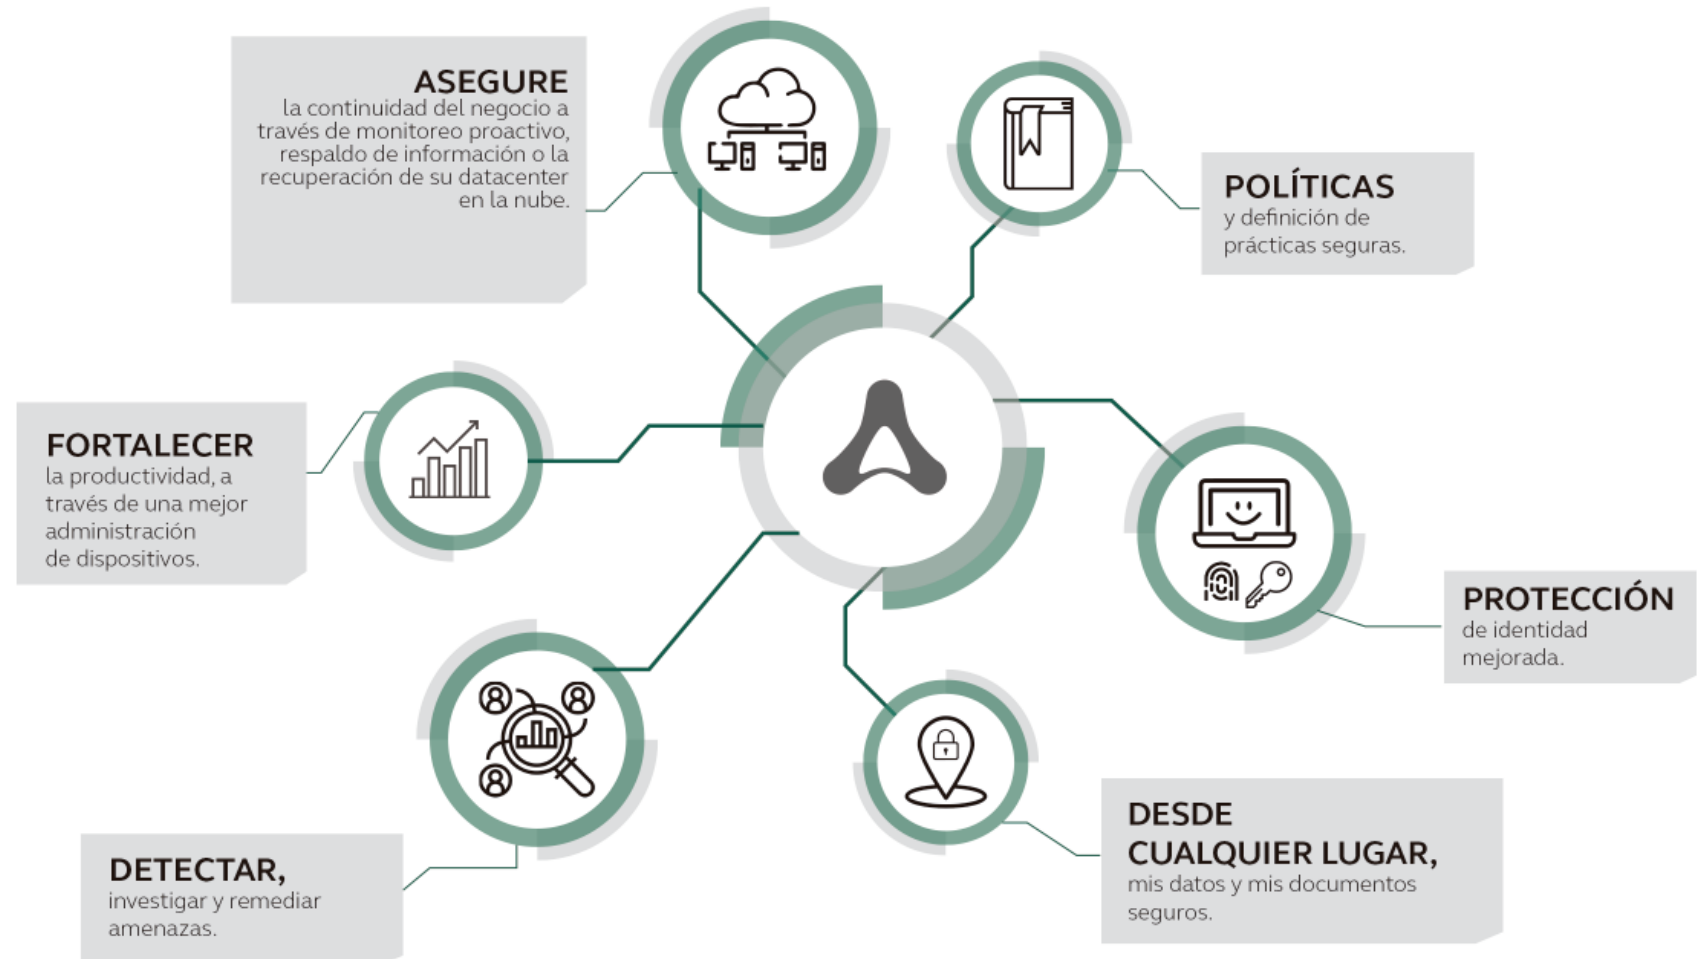 ASEGURE
la continuidad del negocio a
través de monitoreo proactivo,
respaldo de información o la
recuperación de su datacenter
en la nube.
POLÍTICAS
y definición de
prácticas seguras.
FORTALECER
la productividad, a
través de una mejor
administración
de dispositivos.
PROTECCIÓN
de identidad
mejorada.
DETECTAR,
investigar y remediar
amenazas.
DESDE
CUALQUIER LUGAR,
mis datos y mis documentos
seguros.